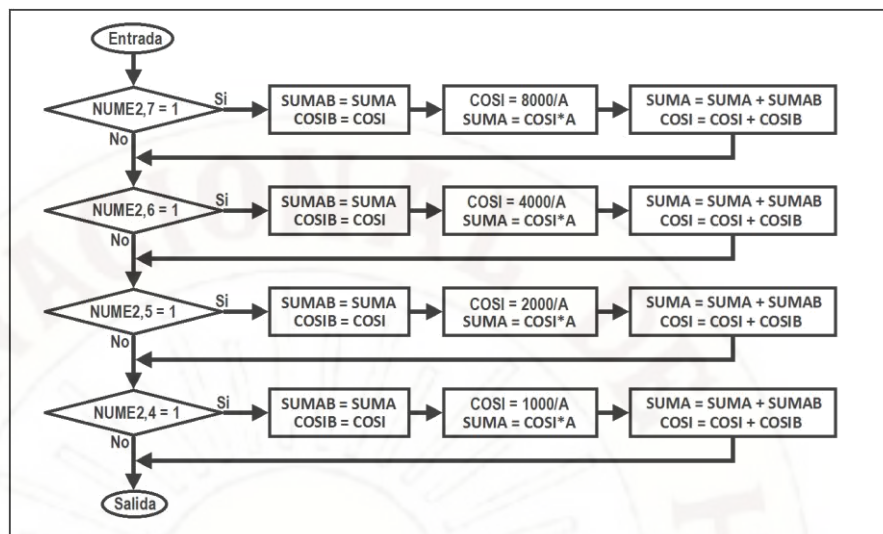 Entrada
NUME2,7 = 1
Si
SUMAB = SUMA
COSIB = COSI
COSI = 8000/A
SUMA = COSI*A
SUMA = SUMA + SUMAB
COSI = COSI + COSIB
No
NUME2,6 = 1
Si
SUMAB = SUMA
COSIB = COSI
COSI = 4000/A
SUMA = COSI*A
SUMA = SUMA + SUMAB
COSI = COSI + COSIB
No
NUME2,5 = 1
Si
SUMAB = SUMA
COSIB = COSI
COSI = 2000/A
SUMA = COSI*A
SUMA = SUMA + SUMAB
COSI = COSI + COSIB
No
NUME2,4 = 1
Si
SUMAB = SUMA
COSIB = COSI
COSI = 1000/A
SUMA = COSI*A
SUMA = SUMA + SUMAB
COSI = COSI + COSIB
No
Salida